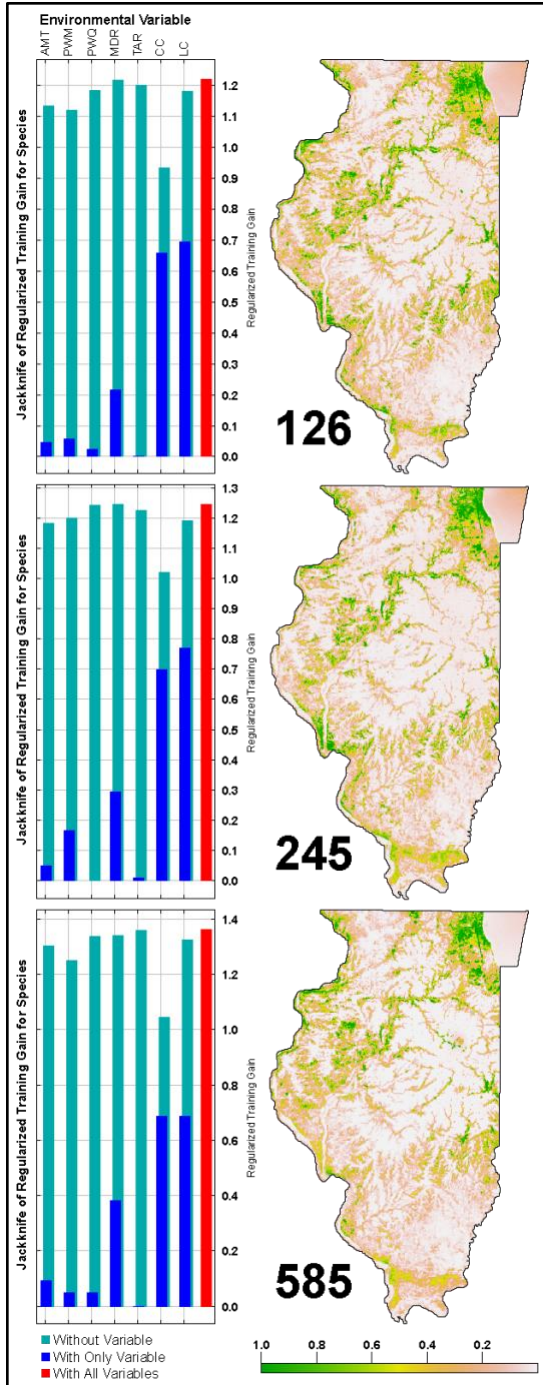 Environmental Variable
AMT
PWM
PWQ
MDR
TAR
CC
LC
Jackknife of Regularized Training Gain for Species
1.2
1.1
1.0
0.9
0.8
0.7
0.6
0.5
0.4
0.3
0.2
0.1
0.0
Regularized Training Gain
126
Jackknife of Regularized Training Gain for Species
1.3
1.2
1.1
1.0
0.9
0.8
0.7
0.6
0.5
0.4
0.3
0.2
0.1
0.0
Regularized Training Gain
245
Jackknife of Regularized Training Gain for Species
1.4
1.2
1.0
0.8
0.6
0.4
0.2
0.0
Regularized Training Gain
585
Without Variable
With Only Variable
With All Variables
1.0 0.8 0.6 0.4 0.2